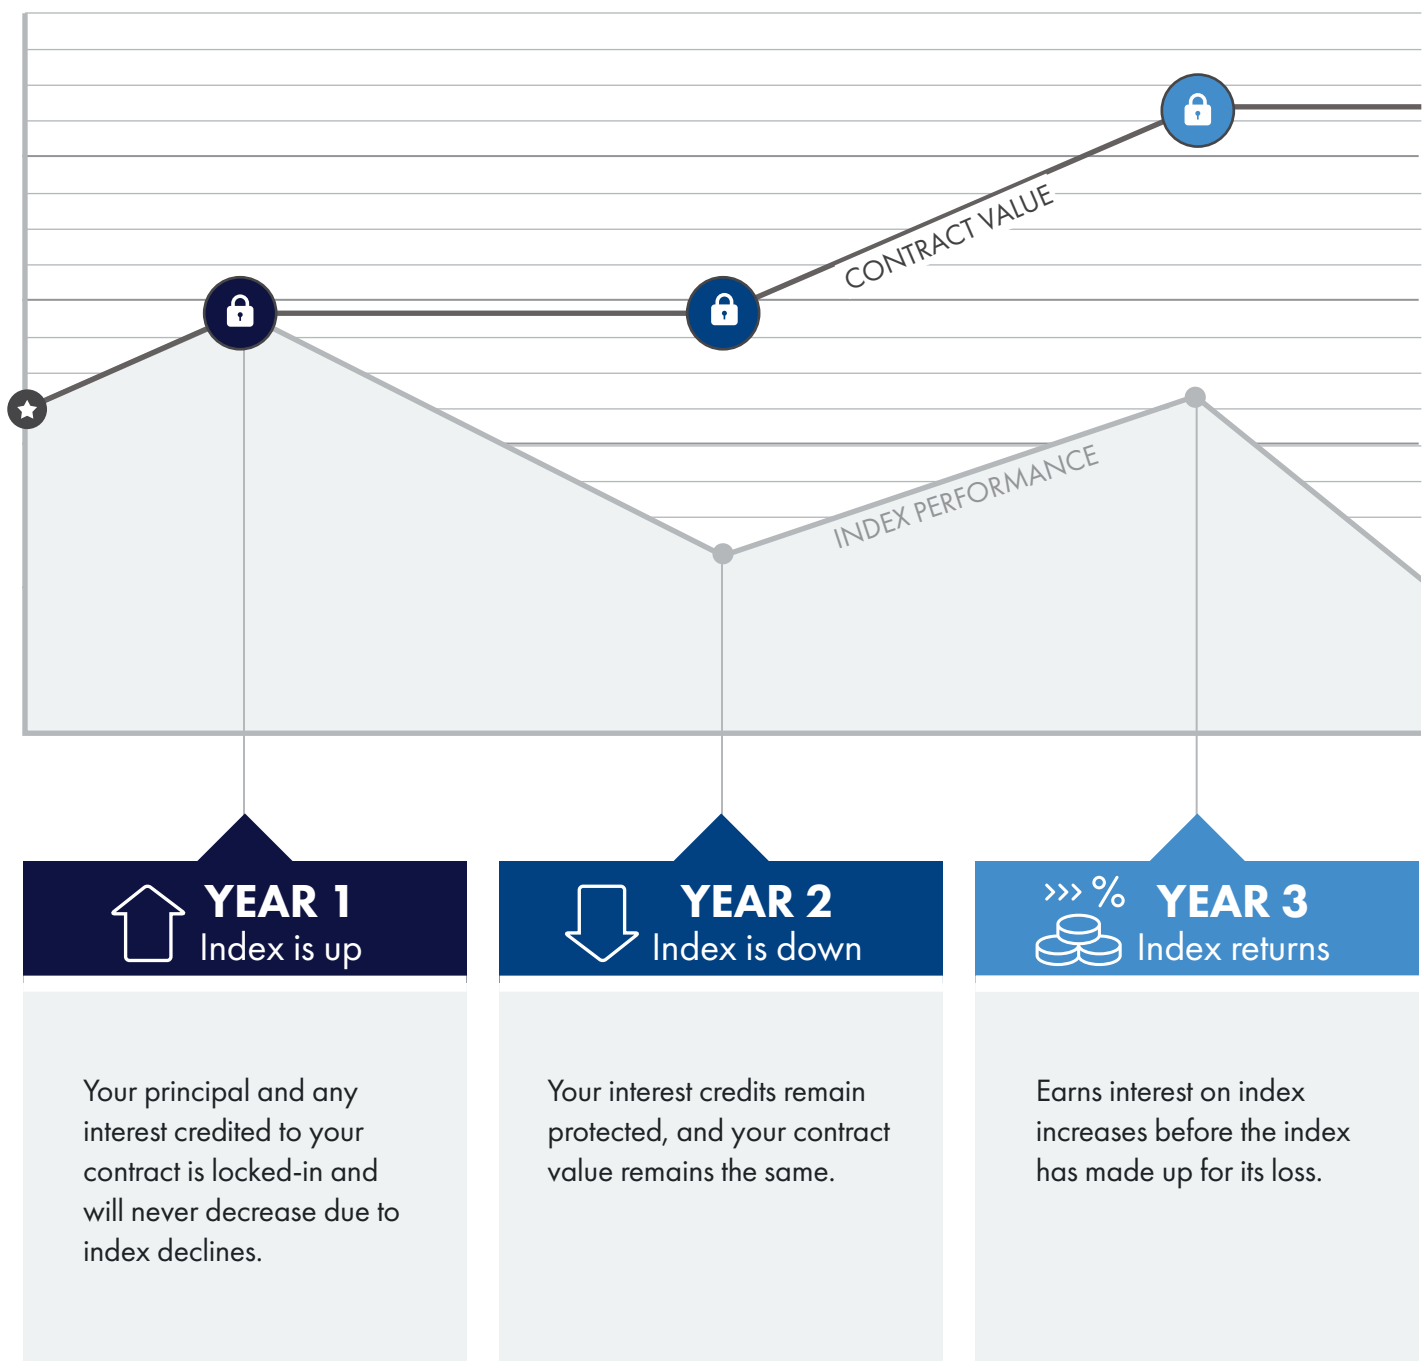 CONTRACT VALUE
INDEX PERFORMANCE
YEAR 1
Index is up
Your principal and any
interest credited to your
contract is locked-in and
will never decrease due to
index declines.
YEAR 2
Index is down
Your interest credits remain
protected, and your contract
value remains the same.
>>> %
YEAR 3
Index returns
Earns interest on index
increases before the index
has made up for its loss.